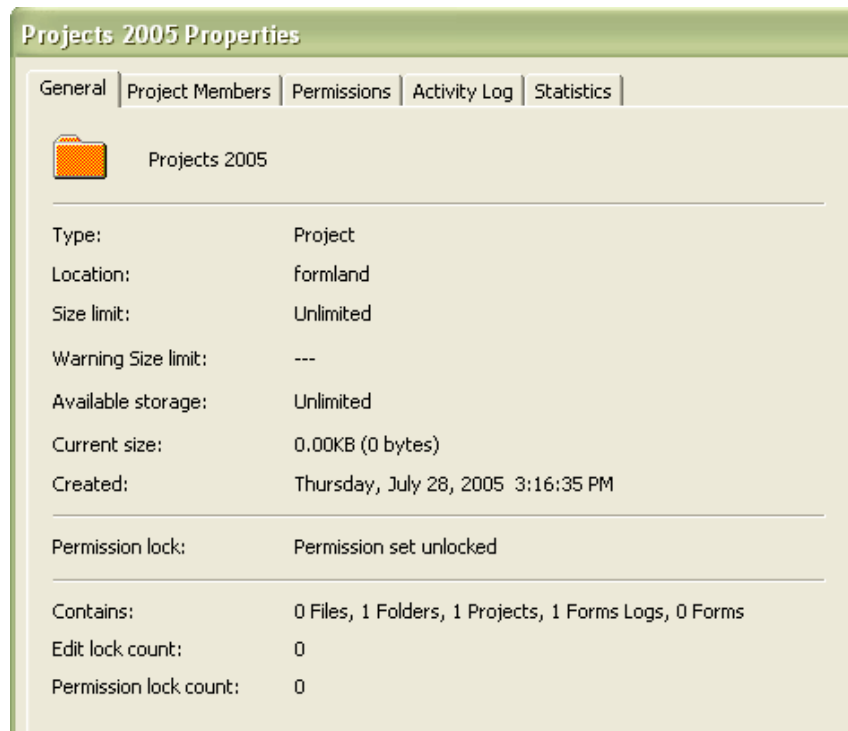 Projects 2005 Properties
General Project Members Permissions Activity Log Statistics
Projects 2005
Type: Project
Location: formland
Size limit: Unlimited
Warning Size limit: ---
Available storage: Unlimited
Current size: 0.00KB (0 bytes)
Created: Thursday, July 28, 2005  3:16:35 PM
Permission lock: Permission set unlocked
Contains: 0 Files, 1 Folders, 1 Projects, 1 Forms Logs, 0 Forms
Edit lock count: 0
Permission lock count: 0